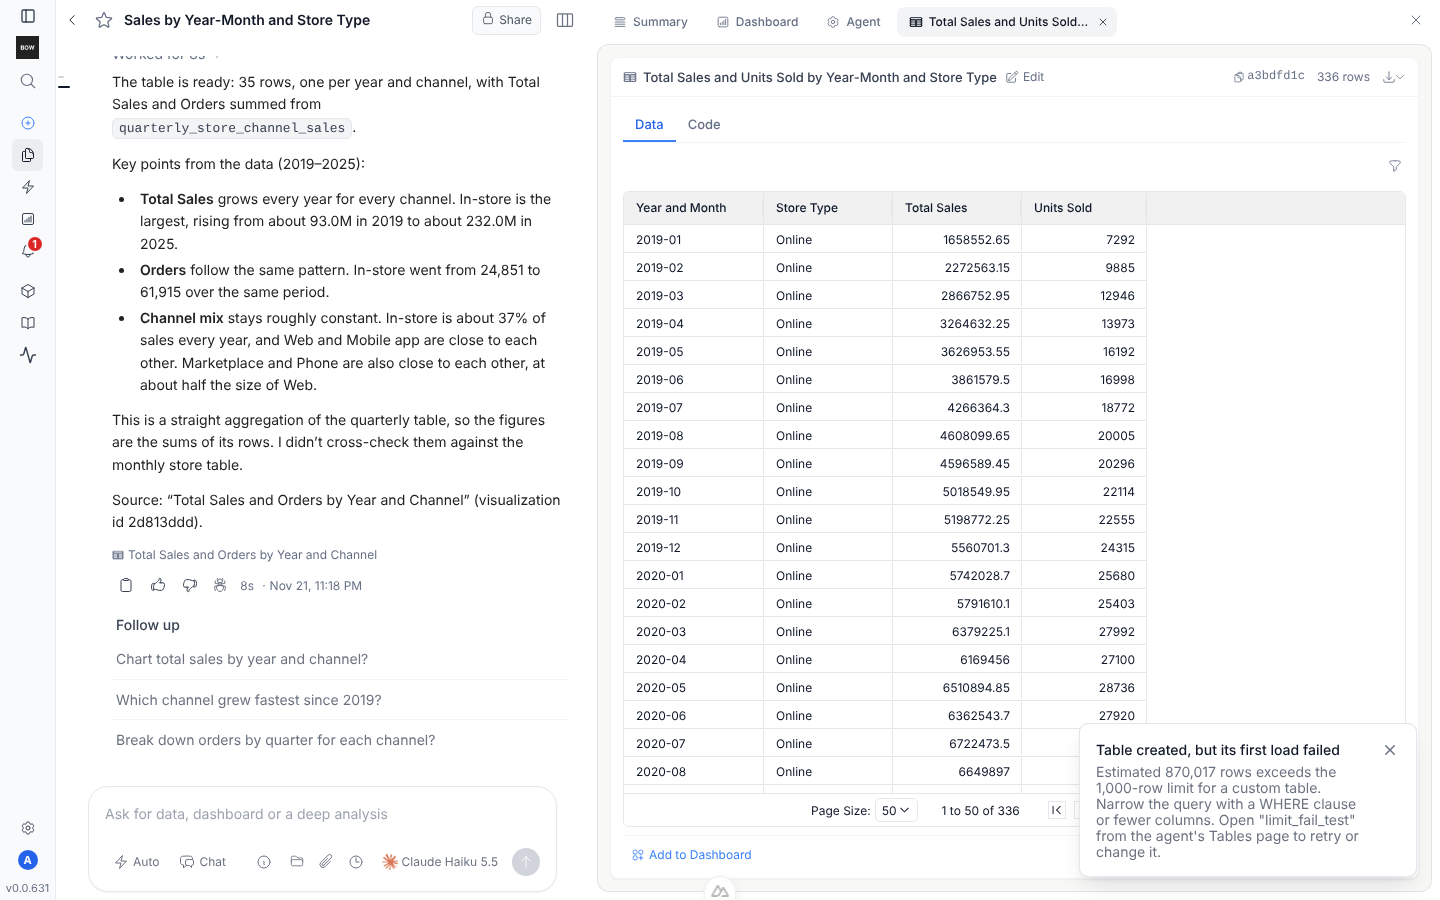 Sales by Year-Month and Store Type
Share
Summary
Dashboard
Agent
Total Sales and Units Sold...
BOW
1
A
v0.0.631
The table is ready: 35 rows, one per year and channel, with Total
Sales and Orders summed from
quarterly_store_channel_sales.
Key points from the data (2019–2025):
• Total Sales grows every year for every channel. In-store is the
largest, rising from about 93.0M in 2019 to about 232.0M in
2025.
• Orders follow the same pattern. In-store went from 24,851 to
61,915 over the same period.
• Channel mix stays roughly constant. In-store is about 37% of
sales every year, and Web and Mobile app are close to each
other. Marketplace and Phone are also close to each other, at
about half the size of Web.
This is a straight aggregation of the quarterly table, so the figures
are the sums of its rows. I didn’t cross-check them against the
monthly store table.
Source: “Total Sales and Orders by Year and Channel” (visualization
id 2d813ddd).
Total Sales and Orders by Year and Channel
8s · Nov 21, 11:18 PM
Follow up
Chart total sales by year and channel?
Which channel grew fastest since 2019?
Break down orders by quarter for each channel?
Ask for data, dashboard or a deep analysis
Auto
Chat
Claude Haiku 5.5
Total Sales and Units Sold by Year-Month and Store Type
Edit
a3bdfd1c
336 rows
Data
Code
Year and Month Store Type Total Sales Units Sold
2019-01 Online 1658552.65 7292
2019-02 Online 2272563.15 9885
2019-03 Online 2866752.95 12946
2019-04 Online 3264632.25 13973
2019-05 Online 3626953.55 16192
2019-06 Online 3861579.5 16998
2019-07 Online 4266364.3 18772
2019-08 Online 4608099.65 20005
2019-09 Online 4596589.45 20296
2019-10 Online 5018549.95 22114
2019-11 Online 5198772.25 22555
2019-12 Online 5560701.3 24315
2020-01 Online 5742028.7 25680
2020-02 Online 5791610.1 25403
2020-03 Online 6379225.1 27992
2020-04 Online 6169456 27100
2020-05 Online 6510894.85 28736
2020-06 Online 6362543.7 27920
2020-07 Online 6722473.5
2020-08 Online 6649897
Page Size: 50
1 to 50 of 336
Add to Dashboard
Table created, but its first load failed
Estimated 870,017 rows exceeds the
1,000-row limit for a custom table.
Narrow the query with a WHERE clause
or fewer columns. Open "limit_fail_test"
from the agent's Tables page to retry or
change it.